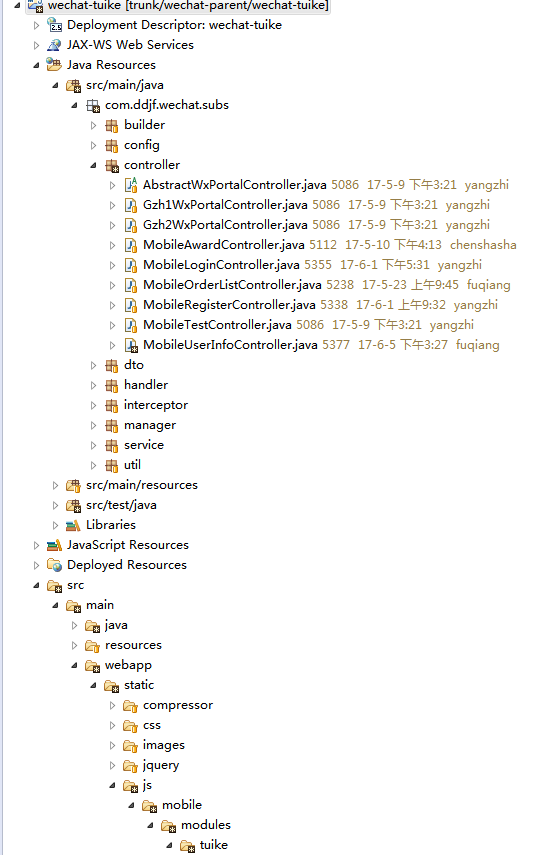 wechat-tuike [trunk/wechat-parent/wechat-tuike]
Deployment Descriptor: wechat-tuike
JAX-WS Web Services
Java Resources
src/main/java
com.ddjf.wechat.subs
builder
config
controller
AbstractWxPortalController.java 5086 17-5-9 下午3:21 yangzhi
Gzh1WxPortalController.java 5086 17-5-9 下午3:21 yangzhi
Gzh2WxPortalController.java 5086 17-5-9 下午3:21 yangzhi
MobileAwardController.java 5112 17-5-10 下午4:13 chenshasha
MobileLoginController.java 5355 17-6-1 下午5:31 yangzhi
MobileOrderListController.java 5238 17-5-23 上午9:45 fuqiang
MobileRegisterController.java 5338 17-6-1 上午9:32 yangzhi
MobileTestController.java 5086 17-5-9 下午3:21 yangzhi
MobileUserInfoController.java 5377 17-6-5 下午3:27 fuqiang
dto
handler
interceptor
manager
service
util
src/main/resources
src/test/java
Libraries
JavaScript Resources
Deployed Resources
src
main
java
resources
webapp
static
compressor
css
images
jquery
js
mobile
modules
tuike